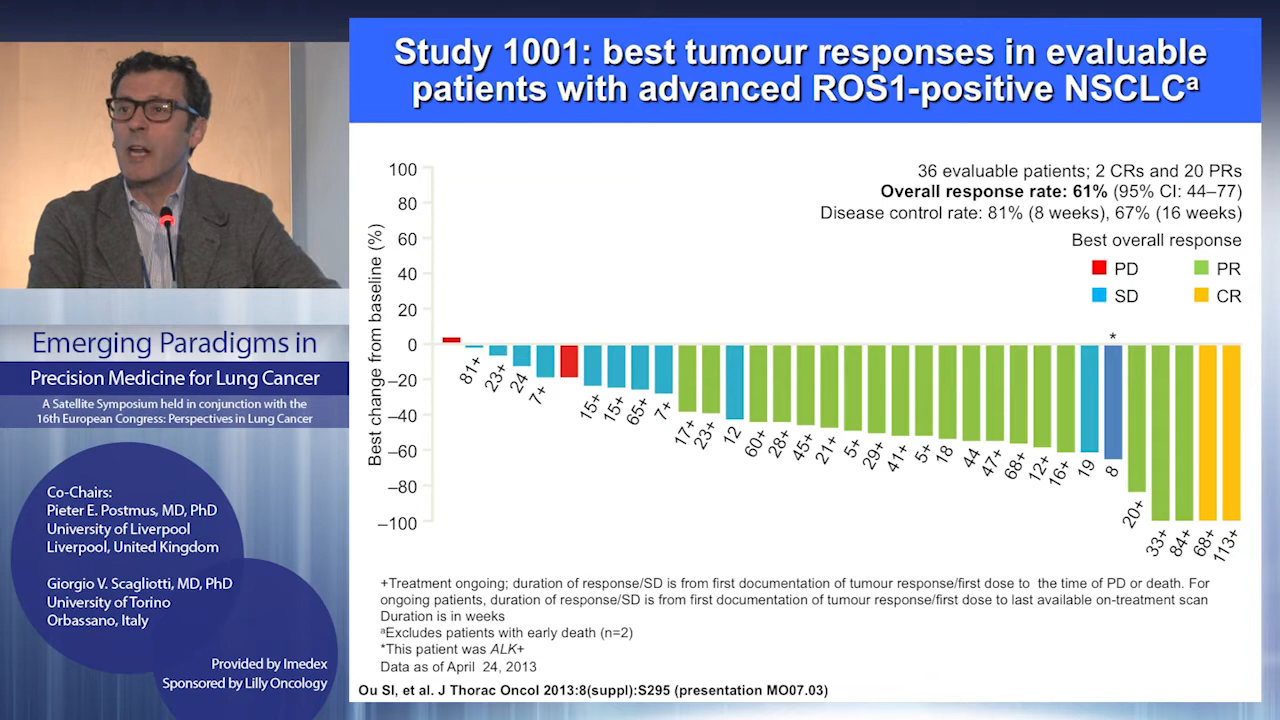 Study 1001: best tumour responses in evaluable
patients with advanced ROS1-positive NSCLCa
36 evaluable patients; 2 CRs and 20 PRs
Overall response rate: 61% (95% CI: 44–77)
Disease control rate: 81% (8 weeks), 67% (16 weeks)
Best overall response
PD
PR
SD
CR
Best change from baseline (%)
100
80
60
40
20
0
–20
–40
–60
–80
–100
81+
23+
24
7+
15+
15+
65+
7+
17+
23+
12
60+
28+
45+
21+
5+
29+
41+
5+
18
44
47+
68+
12+
16+
19
*
8
20+
33+
84+
68+
113+
+Treatment ongoing; duration of response/SD is from first documentation of tumour response/first dose to the time of PD or death. For
ongoing patients, duration of response/SD is from first documentation of tumour response/first dose to last available on-treatment scan
Duration is in weeks
aExcludes patients with early death (n=2)
*This patient was ALK+
Data as of April 24, 2013
Ou SI, et al. J Thorac Oncol 2013:8(suppl):S295 (presentation MO07.03)
Emerging Paradigms in
Precision Medicine for Lung Cancer
A Satellite Symposium held in conjunction with the
16th European Congress: Perspectives in Lung Cancer
Co-Chairs:
Pieter E. Postmus, MD, PhD
University of Liverpool
Liverpool, United Kingdom
Giorgio V. Scagliotti, MD, PhD
University of Torino
Orbassano, Italy
Provided by Imedex
Sponsored by Lilly Oncology